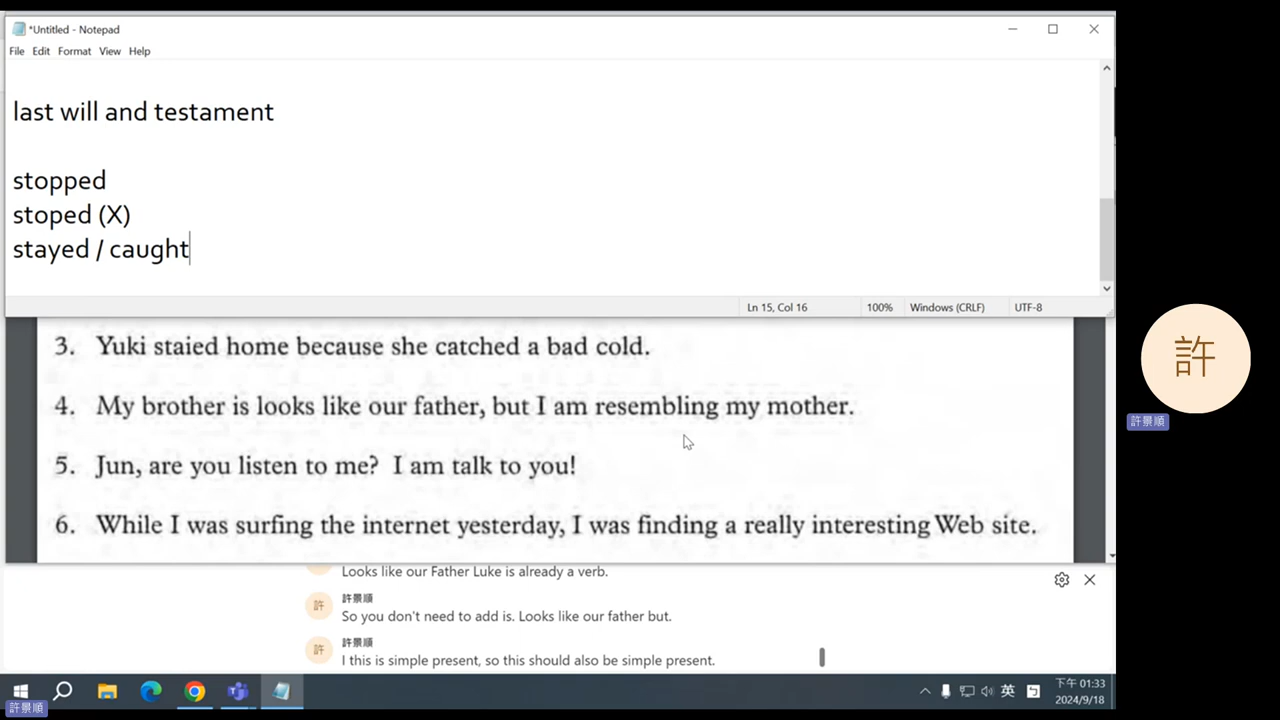 *Untitled - Notepad
File Edit Format View Help
last will and testament
stopped
stoped (X)
stayed / caught
Ln 15, Col 16 100% Windows (CRLF) UTF-8
3. Yuki staied home because she catched a bad cold.
4. My brother is looks like our father, but I am resembling my mother.
5. Jun, are you listen to me? I am talk to you!
6. While I was surfing the internet yesterday, I was finding a really interesting Web site.
Looks like our Father Luke is already a verb.
許 許景順
So you don't need to add is. Looks like our father but.
許 許景順
I this is simple present, so this should also be simple present.
許
許景順
英
下午 01:33
2024/9/18
許景順